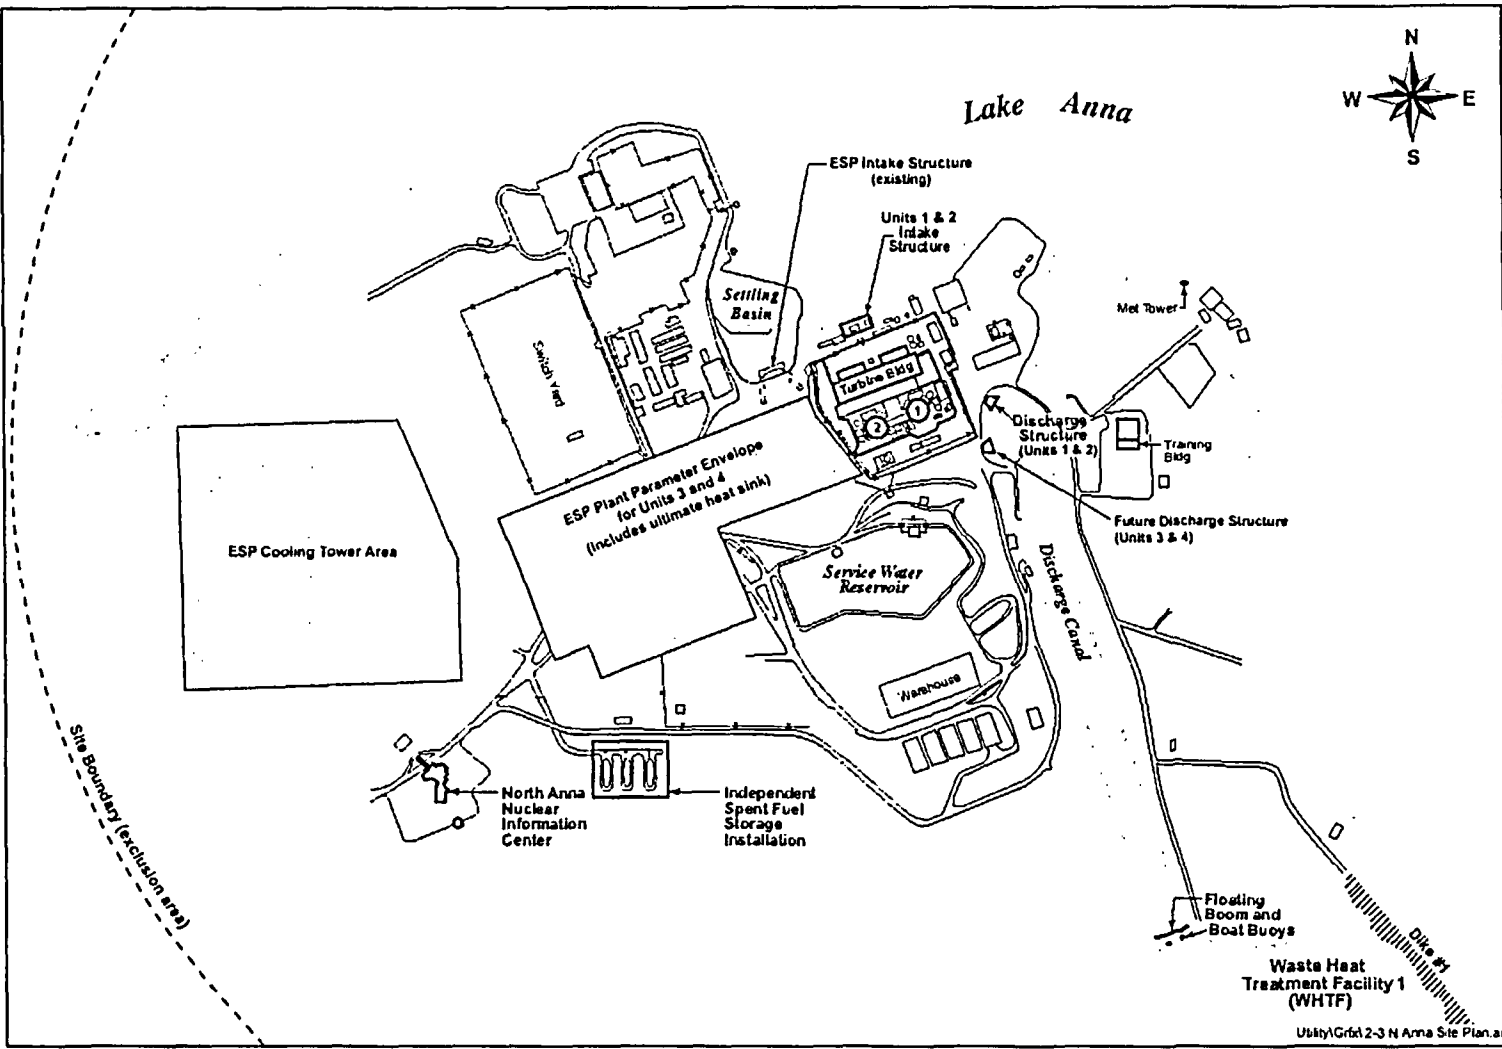 N
W E
S
Lake Anna
ESP Intake Structure
(existing)
Units 1 & 2
Intake
Structure
Settling
Basin
Met Tower
Switch Yard
Turbine Bldg
1
2
Discharge
Structure
(Units 1 & 2)
Training
Bldg
ESP Plant Parameter Envelope
for Units 3 and 4
(Includes ultimate heat sink)
Future Discharge Structure
(Units 3 & 4)
ESP Cooling Tower Area
Service Water
Reservoir
Discharge Canal
Warehouse
Site Boundary (exclusion area)
North Anna
Nuclear
Information
Center
Independent
Spent Fuel
Storage
Installation
Floating
Boom and
Boat Buoys
Dike #1
Waste Heat
Treatment Facility 1
(WHTF)
Utility\Grfx\2-3 N Anna Site Plan.ai